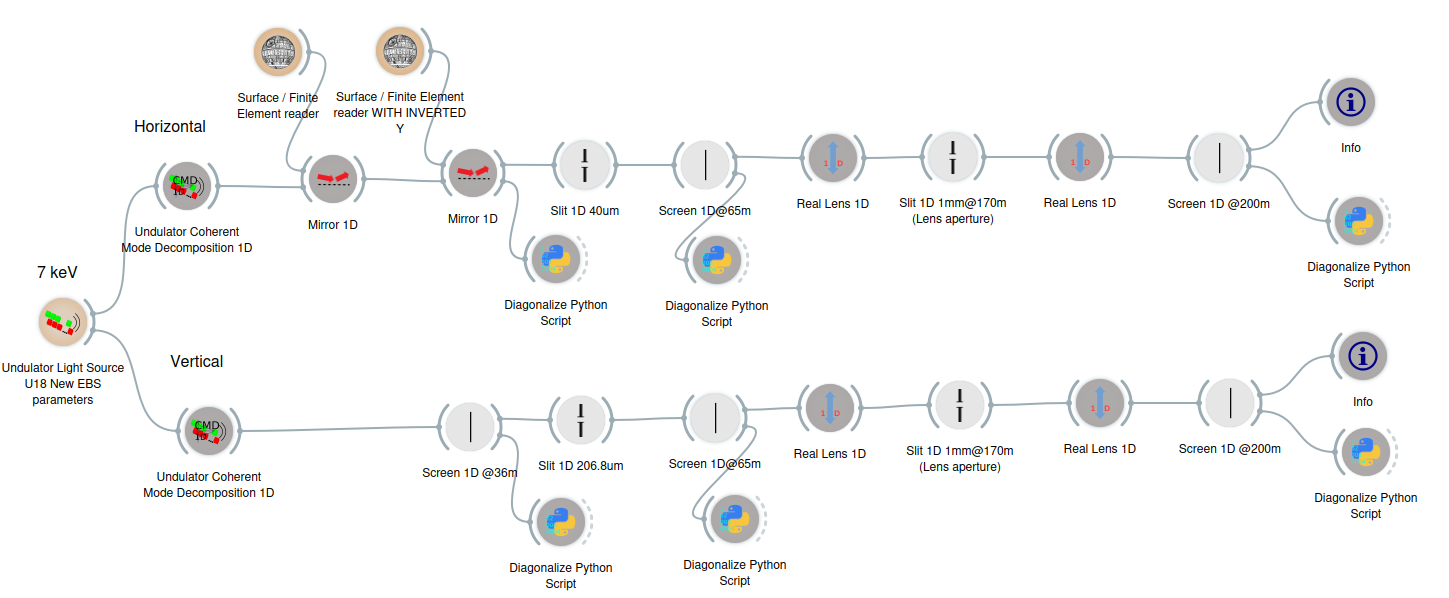 Surface / Finite
Element reader
Surface / Finite Element
reader WITH INVERTED
Y
Horizontal
CMD
1D
Undulator Coherent
Mode Decomposition 1D
Mirror 1D
Mirror 1D
Slit 1D 40um
Screen 1D@65m
1 D
Real Lens 1D
Slit 1D 1mm@170m
(Lens aperture)
1 D
Real Lens 1D
Screen 1D @200m
i
Info
Diagonalize Python
Script
Diagonalize Python
Script
Diagonalize Python
Script
7 keV
Undulator Light Source
U18 New EBS
parameters
Vertical
CMD
1D
Undulator Coherent
Mode Decomposition 1D
Screen 1D @36m
Slit 1D 206.8um
Screen 1D@65m
1 D
Real Lens 1D
Slit 1D 1mm@170m
(Lens aperture)
1 D
Real Lens 1D
Screen 1D @200m
i
Info
Diagonalize Python
Script
Diagonalize Python
Script
Diagonalize Python
Script